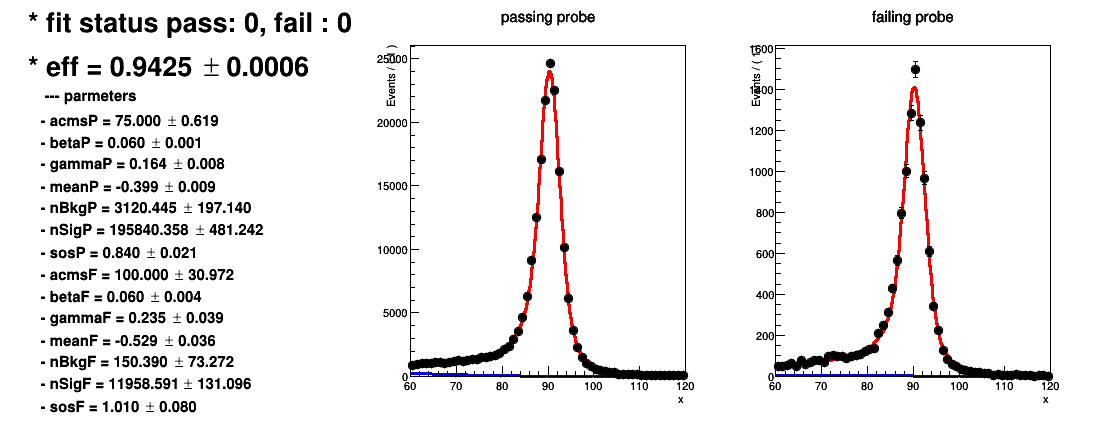 * fit status pass: 0, fail : 0
* eff = 0.9425 ± 0.0006
--- parmeters
- acmsP = 75.000 ± 0.619
- betaP = 0.060 ± 0.001
- gammaP = 0.164 ± 0.008
- meanP = -0.399 ± 0.009
- nBkgP = 3120.445 ± 197.140
- nSigP = 195840.358 ± 481.242
- sosP = 0.840 ± 0.021
- acmsF = 100.000 ± 30.972
- betaF = 0.060 ± 0.004
- gammaF = 0.235 ± 0.039
- meanF = -0.529 ± 0.036
- nBkgF = 150.390 ± 73.272
- nSigF = 11958.591 ± 131.096
- sosF = 1.010 ± 0.080
passing probe
Events / (
25000
20000
15000
10000
5000
0
60 70 80 90 100 110 120
x
failing probe
Events / (
1600
1400
1200
1000
800
600
400
200
0
60 70 80 90 100 110 120
x